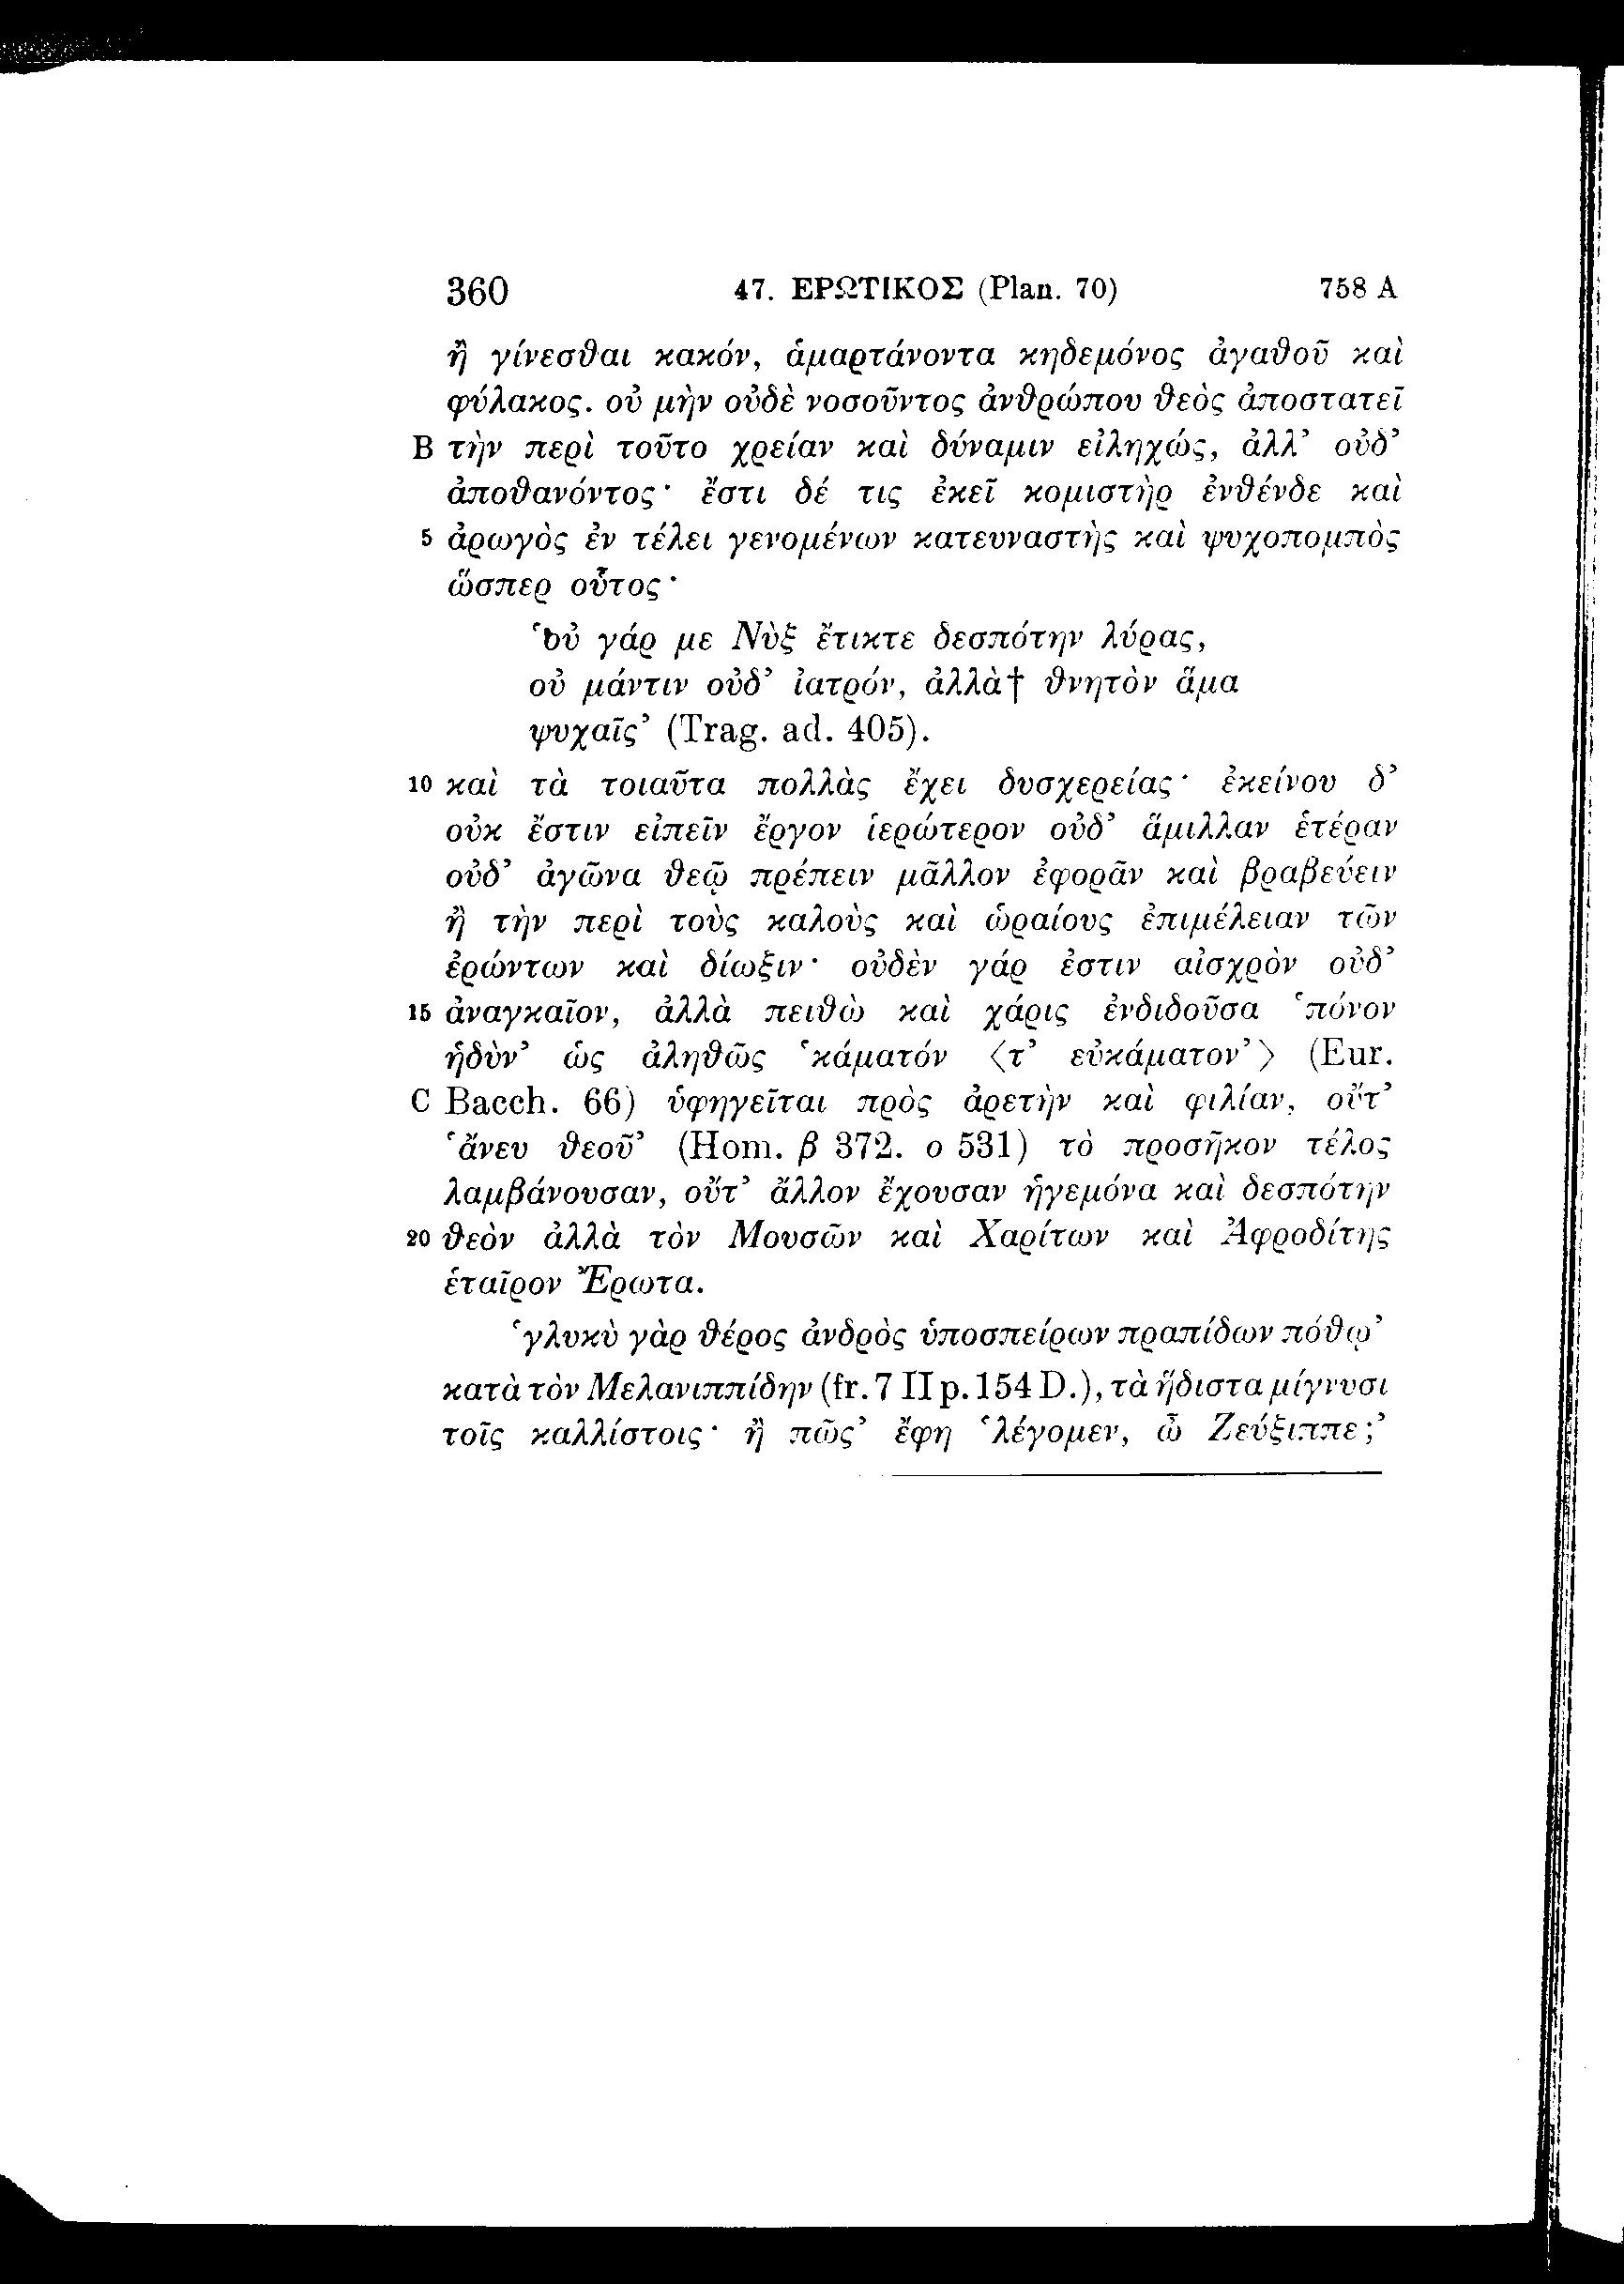 360 47. ΕΡΩΤΙΚΟΣ (Plan. 70) 758 A
ἢ γίνεσθαι κακόν, ἁμαρτάνοντα κηδεμόνος ἀγαθοῦ καὶ
φύλακος. οὐ μὴν οὐδὲ νοσοῦντος ἀνθρώπου θεὸς ἀποστατεῖ
B τὴν περὶ τοῦτο χρείαν καὶ δύναμιν εἰληχώς, ἀλλ’ οὐδ’
ἀποθανόντος· ἔστι δέ τις ἐκεῖ κομιστὴρ ἐνθένδε καὶ
5 ἀρωγὸς ἐν τέλει γενομένων κατευναστὴς καὶ ψυχοπομπὸς
ὥσπερ οὗτος·
‘οὐ γάρ με Νὺξ ἔτικτε δεσπότην λύρας,
οὐ μάντιν οὐδ’ ἰατρόν, ἀλλὰ† θνητὸν ἅμα
ψυχαῖς’ (Trag. ad. 405).
10 καὶ τὰ τοιαῦτα πολλὰς ἔχει δυσχερείας· ἐκείνου δ’
οὐκ ἔστιν εἰπεῖν ἔργον ἱερώτερον οὐδ’ ἅμιλλαν ἑτέραν
οὐδ’ ἀγῶνα θεῷ πρέπειν μᾶλλον ἐφορᾶν καὶ βραβεύειν
ἢ τὴν περὶ τοὺς καλοὺς καὶ ὡραίους ἐπιμέλειαν τῶν
ἐρώντων καὶ δίωξιν· οὐδὲν γάρ ἐστιν αἰσχρὸν οὐδ’
15 ἀναγκαῖον, ἀλλὰ πειθὼ καὶ χάρις ἐνδιδοῦσα ‘πόνον
ἡδὺν’ ὡς ἀληθῶς ‘κάματόν ⟨τ’ εὐκάματον’⟩ (Eur.
C Bacch. 66) ὑφηγεῖται πρὸς ἀρετὴν καὶ φιλίαν, οὔτ’
‘ἄνευ θεοῦ’ (Hom. β 372. ο 531) τὸ προσῆκον τέλος
λαμβάνουσαν, οὔτ’ ἄλλον ἔχουσαν ἡγεμόνα καὶ δεσπότην
20 θεὸν ἀλλὰ τὸν Μουσῶν καὶ Χαρίτων καὶ Ἀφροδίτης
ἑταῖρον Ἔρωτα.
‘γλυκὺ γὰρ θέρος ἀνδρὸς ὑποσπείρων πραπίδων πόθῳ’
κατὰ τὸν Μελανιππίδην (fr. 7 II p. 154 D.), τὰ ἥδιστα μίγνυσι
τοῖς καλλίστοις· ἢ πῶς’ ἔφη ‘λέγομεν, ὦ Ζεύξιππε;’